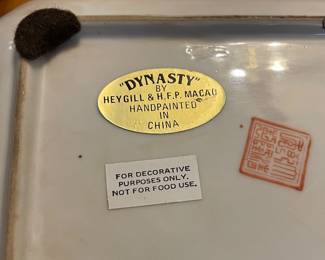 "DYNASTY"
BY
HEYGILL & H.F.P. MACAU
HANDPAINTED
IN
CHINA
FOR DECORATIVE
PURPOSES ONLY.
NOT FOR FOOD USE.